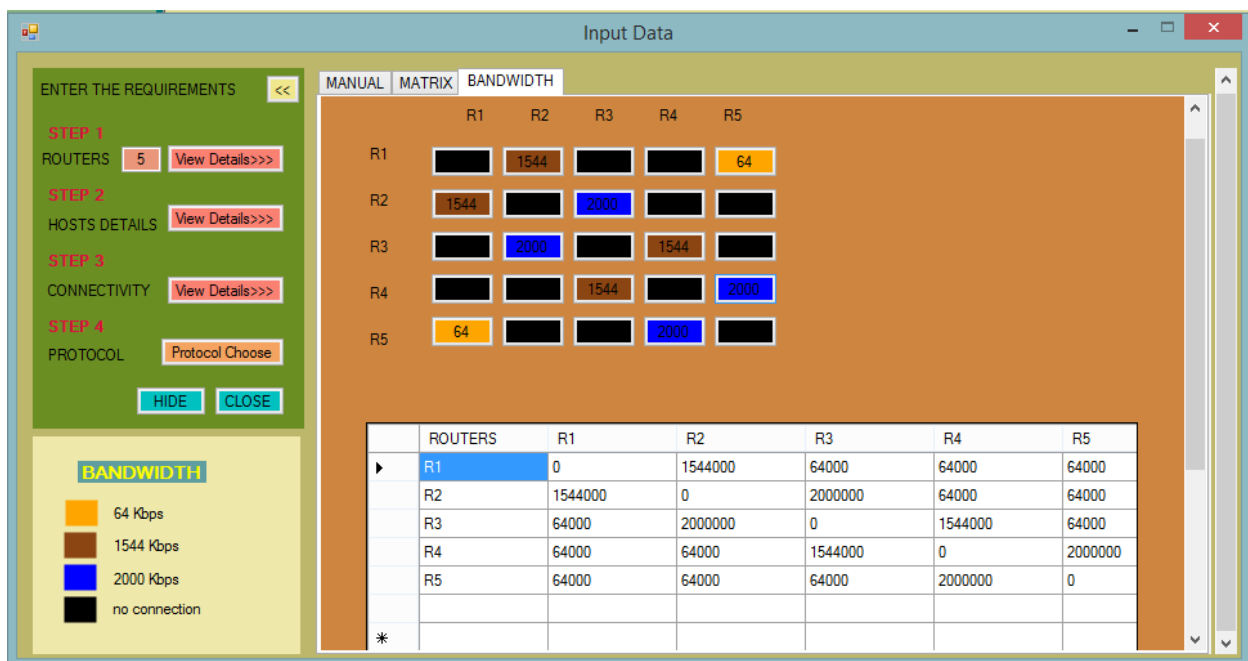 Input Data
ENTER THE REQUIREMENTS <<
STEP 1
ROUTERS 5 View Details>>>
STEP 2
HOSTS DETAILS View Details>>>
STEP 3
CONNECTIVITY View Details>>>
STEP 4
PROTOCOL Protocol Choose
HIDE CLOSE
BANDWIDTH
64 Kbps
1544 Kbps
2000 Kbps
no connection
MANUAL MATRIX BANDWIDTH
R1 R2 R3 R4 R5
R1 1544 64
R2 1544 2000
R3 2000 1544
R4 1544 2000
R5 64 2000
ROUTERS R1 R2 R3 R4 R5
R1 0 1544000 64000 64000 64000
R2 1544000 0 2000000 64000 64000
R3 64000 2000000 0 1544000 64000
R4 64000 64000 1544000 0 2000000
R5 64000 64000 64000 2000000 0